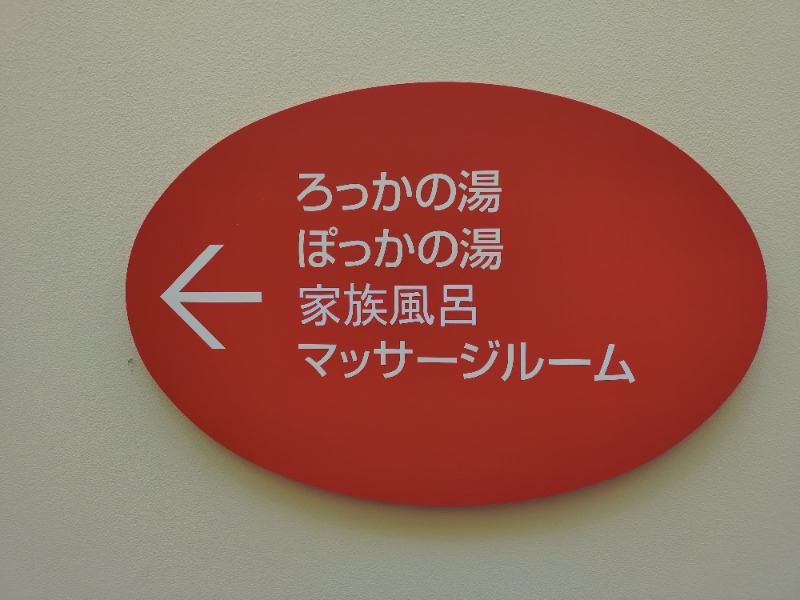 ろっかの湯
ぽっかの湯
家族風呂
マッサージルーム